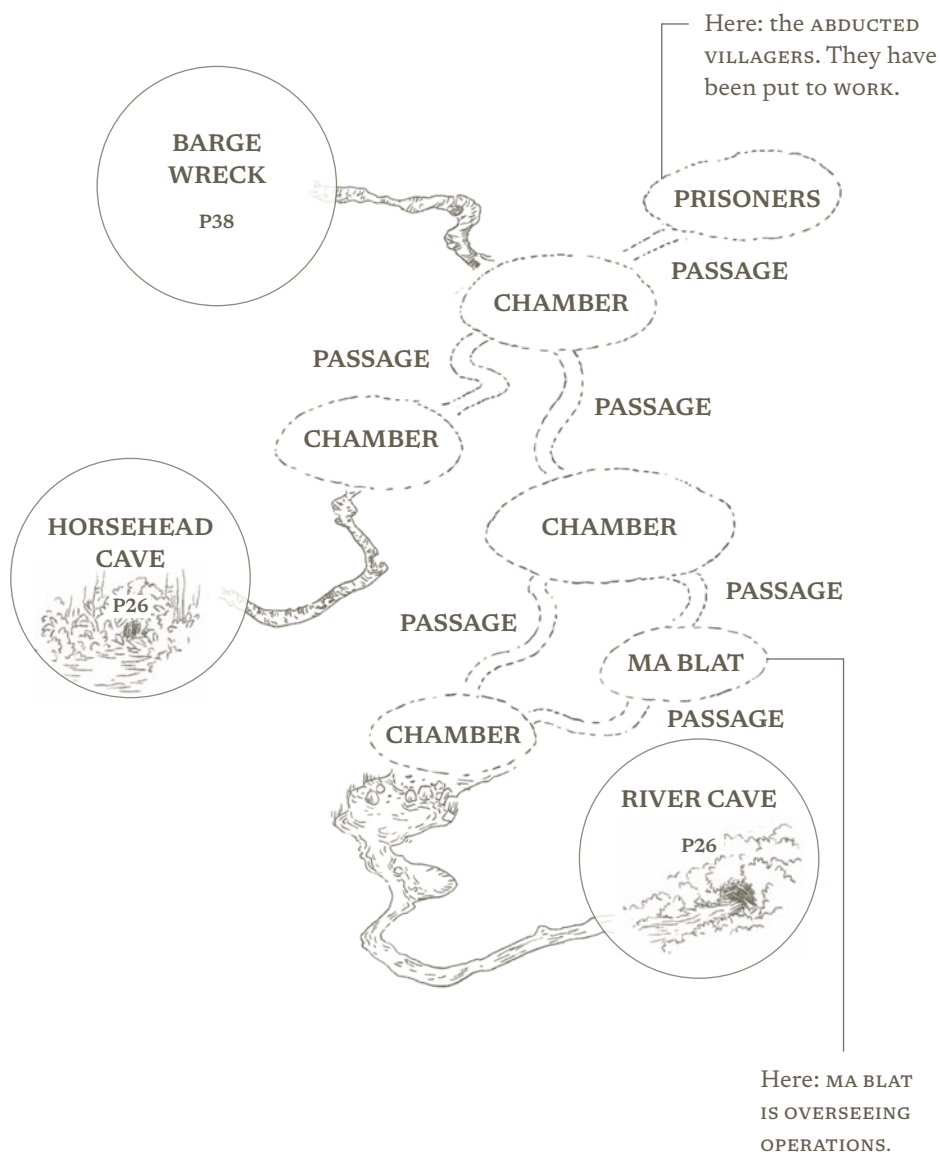 Here: the ABDUCTED
VILLAGERS. They have
been put to WORK.
BARGE
WRECK
P38
PRISONERS
PASSAGE
CHAMBER
PASSAGE
PASSAGE
CHAMBER
HORSEHEAD
CAVE
P26
CHAMBER
PASSAGE
PASSAGE
MA BLAT
PASSAGE
CHAMBER
RIVER CAVE
P26
Here: MA BLAT
IS OVERSEEING
OPERATIONS.